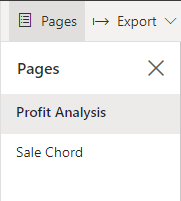 Pages Export
Pages
Profit Analysis
Sale Chord